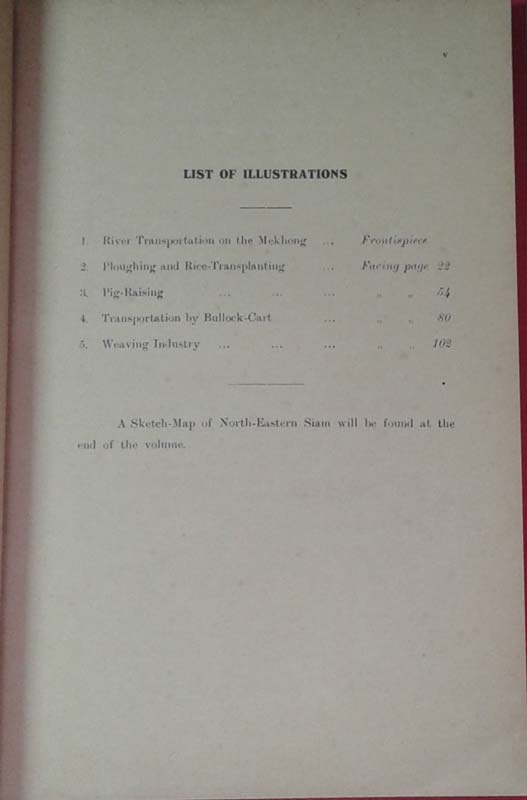 v
LIST OF ILLUSTRATIONS
1. River Transportation on the Mekhong ... Frontispiece
2. Ploughing and Rice-Transplanting ... Facing page 22
3. Pig-Raising ... ... ... „ „ 54
4. Transportation by Bullock-Cart ... „ „ 80
5. Weaving Industry ... ... ... „ „ 102
A Sketch-Map of North-Eastern Siam will be found at the
end of the volume.